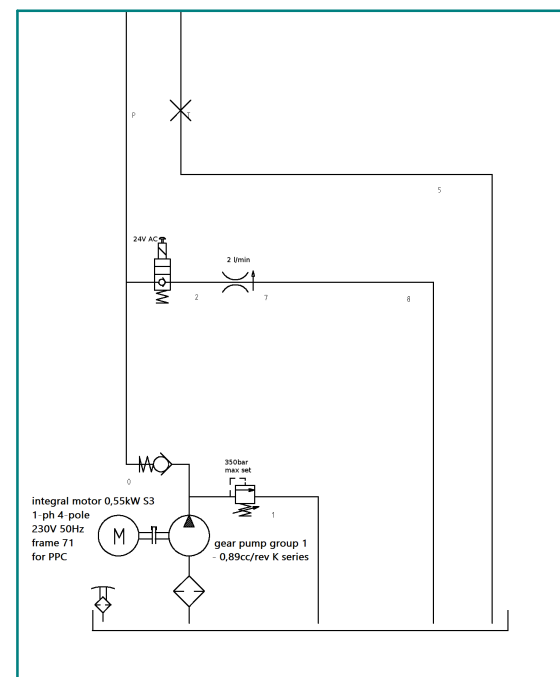 P
T
5
24V AC
2 l/min
2
7
8
0
350bar
max set
1
integral motor 0,55kW S3
1-ph 4-pole
230V 50Hz
frame 71
for PPC
M
gear pump group 1
- 0,89cc/rev K series